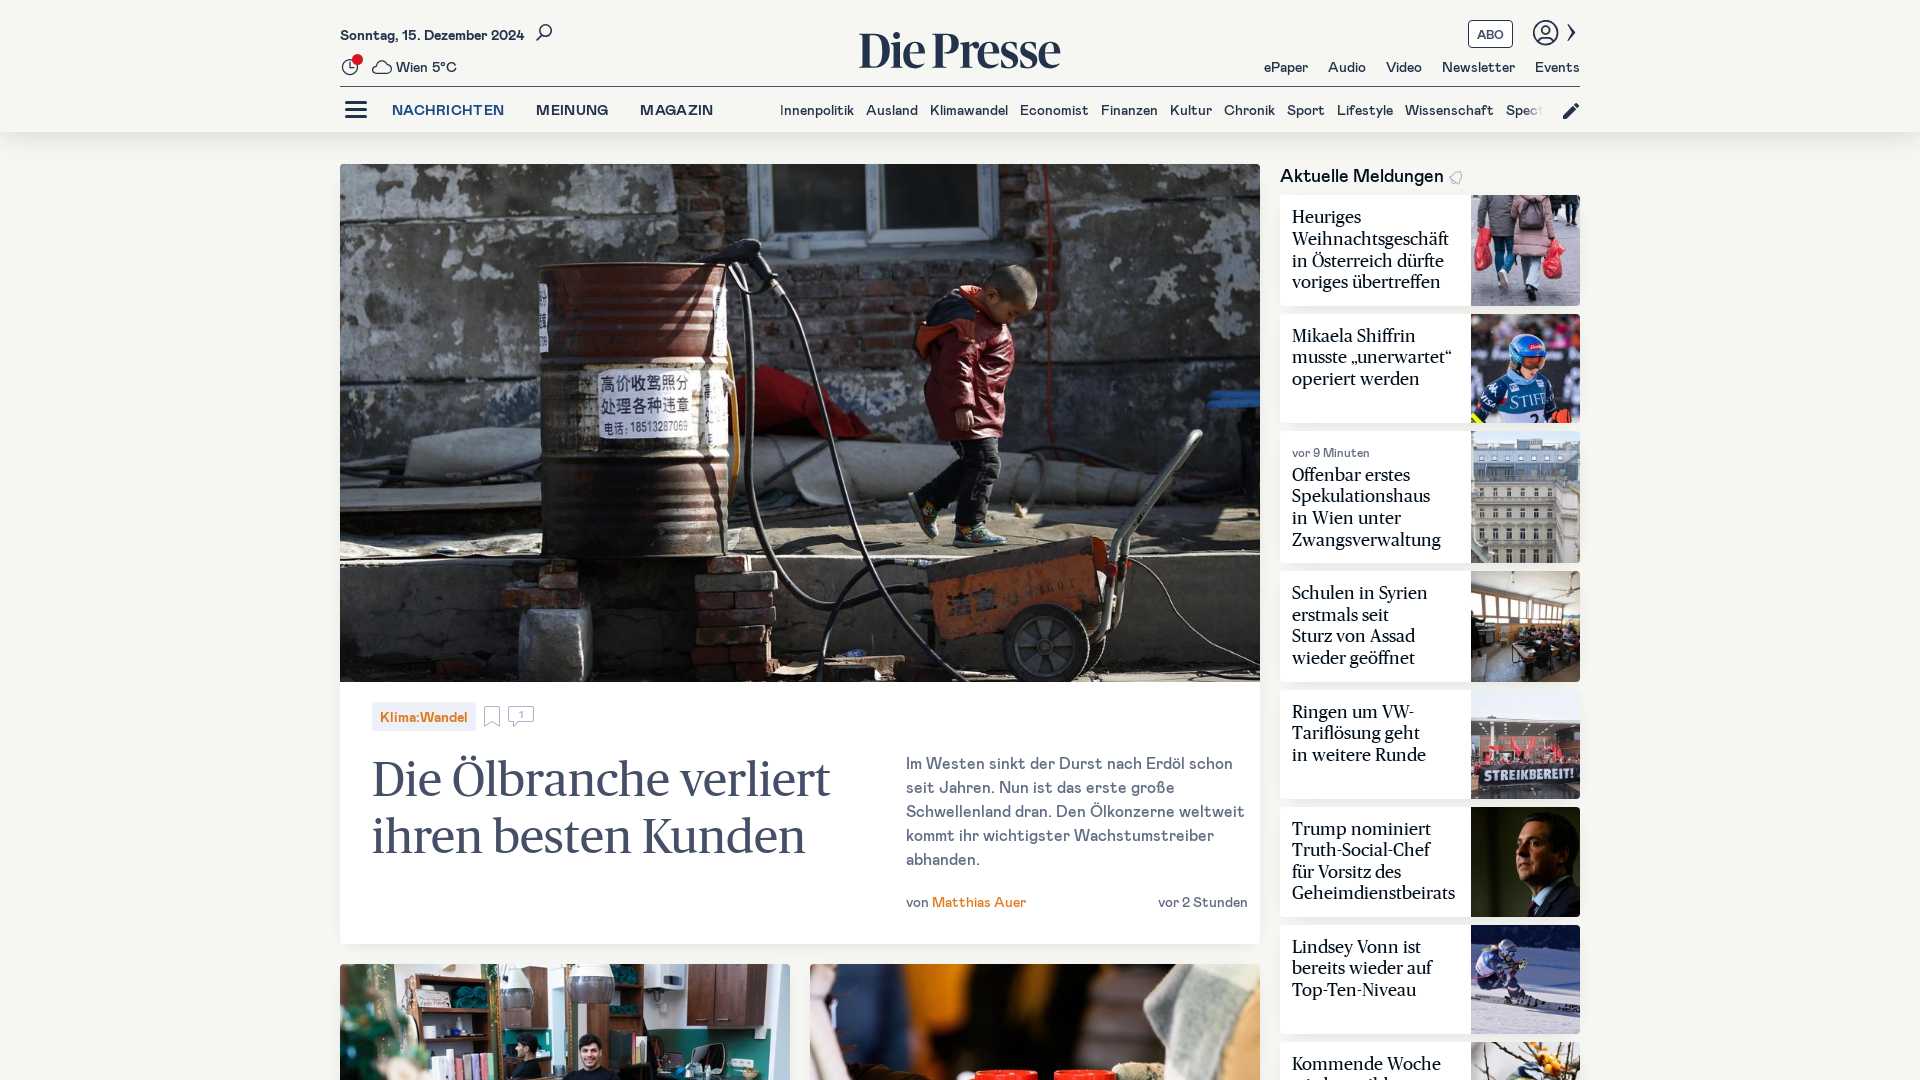 Sonntag, 15. Dezember 2024
Wien 5°C
Die Presse
ABO
ePaper Audio Video Newsletter Events
NACHRICHTEN MEINUNG MAGAZIN
Innenpolitik Ausland Klimawandel Economist Finanzen Kultur Chronik Sport Lifestyle Wissenschaft Spect
高价收驾照分
处理各种违章
电话:18513287069
Klima:Wandel
1
Die Ölbranche verliert
ihren besten Kunden
Im Westen sinkt der Durst nach Erdöl schon
seit Jahren. Nun ist das erste große
Schwellenland dran. Den Ölkonzerne weltweit
kommt ihr wichtigster Wachstumstreiber
abhanden.
von Matthias Auer
vor 2 Stunden
Aktuelle Meldungen
Heuriges
Weihnachtsgeschäft
in Österreich dürfte
voriges übertreffen
Mikaela Shiffrin
musste „unerwartet“
operiert werden
STIFEL
2
vor 9 Minuten
Offenbar erstes
Spekulationshaus
in Wien unter
Zwangsverwaltung
Schulen in Syrien
erstmals seit
Sturz von Assad
wieder geöffnet
Ringen um VW-
Tariflösung geht
in weitere Runde
STREIKBEREIT!
Trump nominiert
Truth-Social-Chef
für Vorsitz des
Geheimdienstbeirats
Lindsey Vonn ist
bereits wieder auf
Top-Ten-Niveau
Kommende Woche